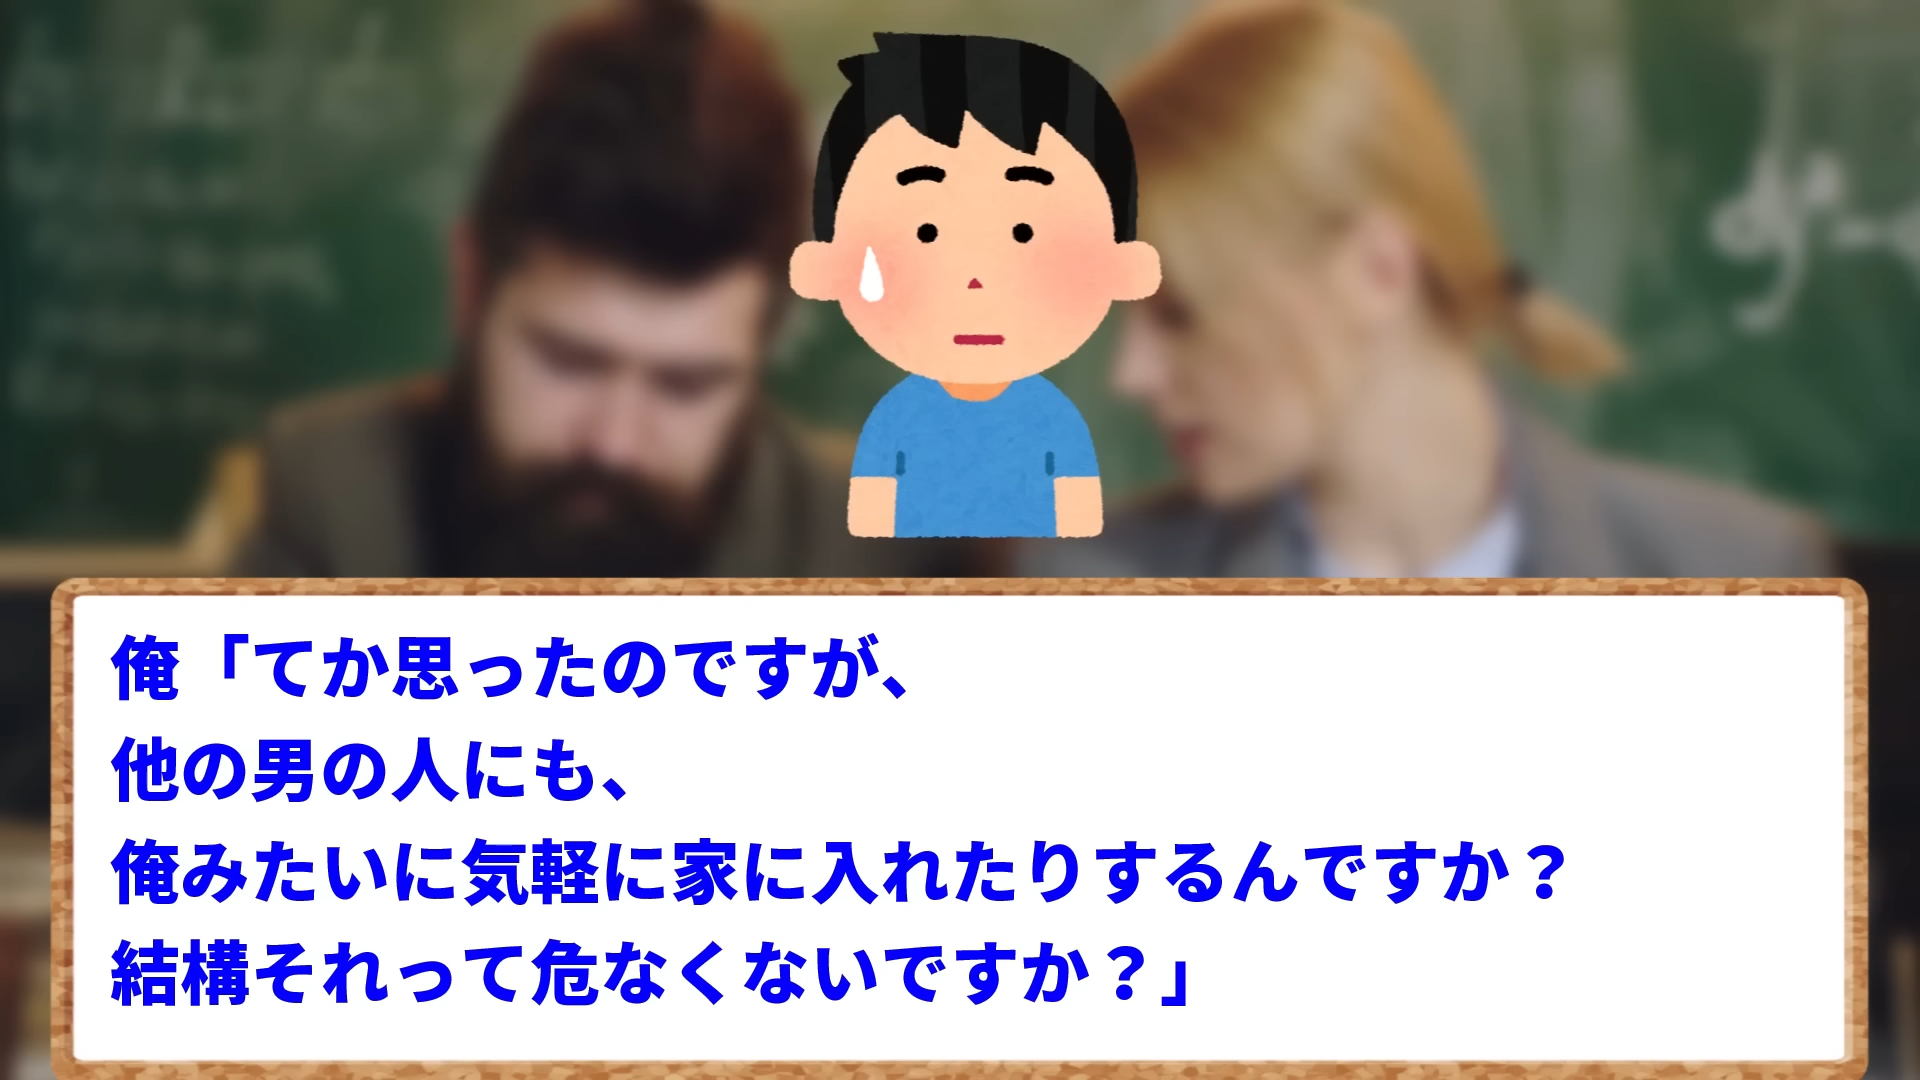 俺「てか思ったのですが、
他の男の人にも、
俺みたいに気軽に家に入れたりするんですか？
結構それって危なくないですか？」